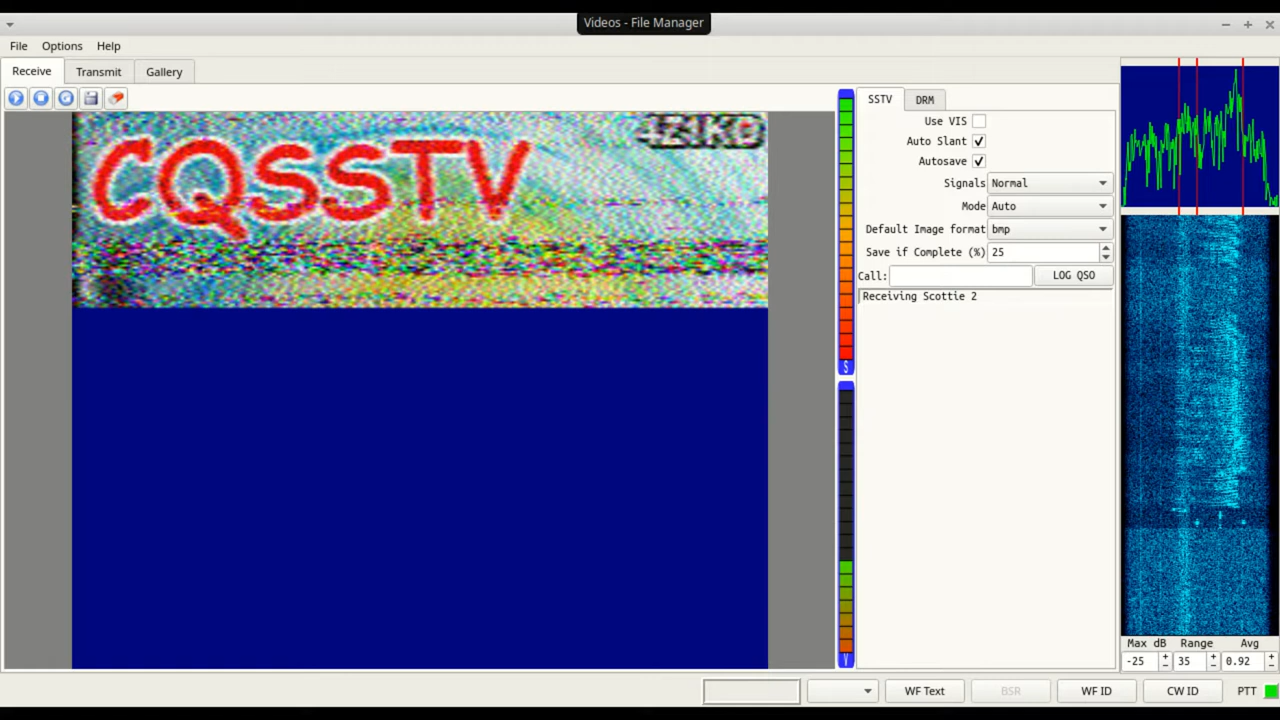 Videos - File Manager
File Options Help
Receive Transmit Gallery
CQSSTV
SSTV DRM
Use VIS
Auto Slant
Autosave
Signals Normal
Mode Auto
Default Image format bmp
Save if Complete (%) 25
Call: LOG QSO
Receiving Scottie 2
S
V
Max dB Range Avg
-25 35 0.92
WF Text BSR WF ID CW ID PTT